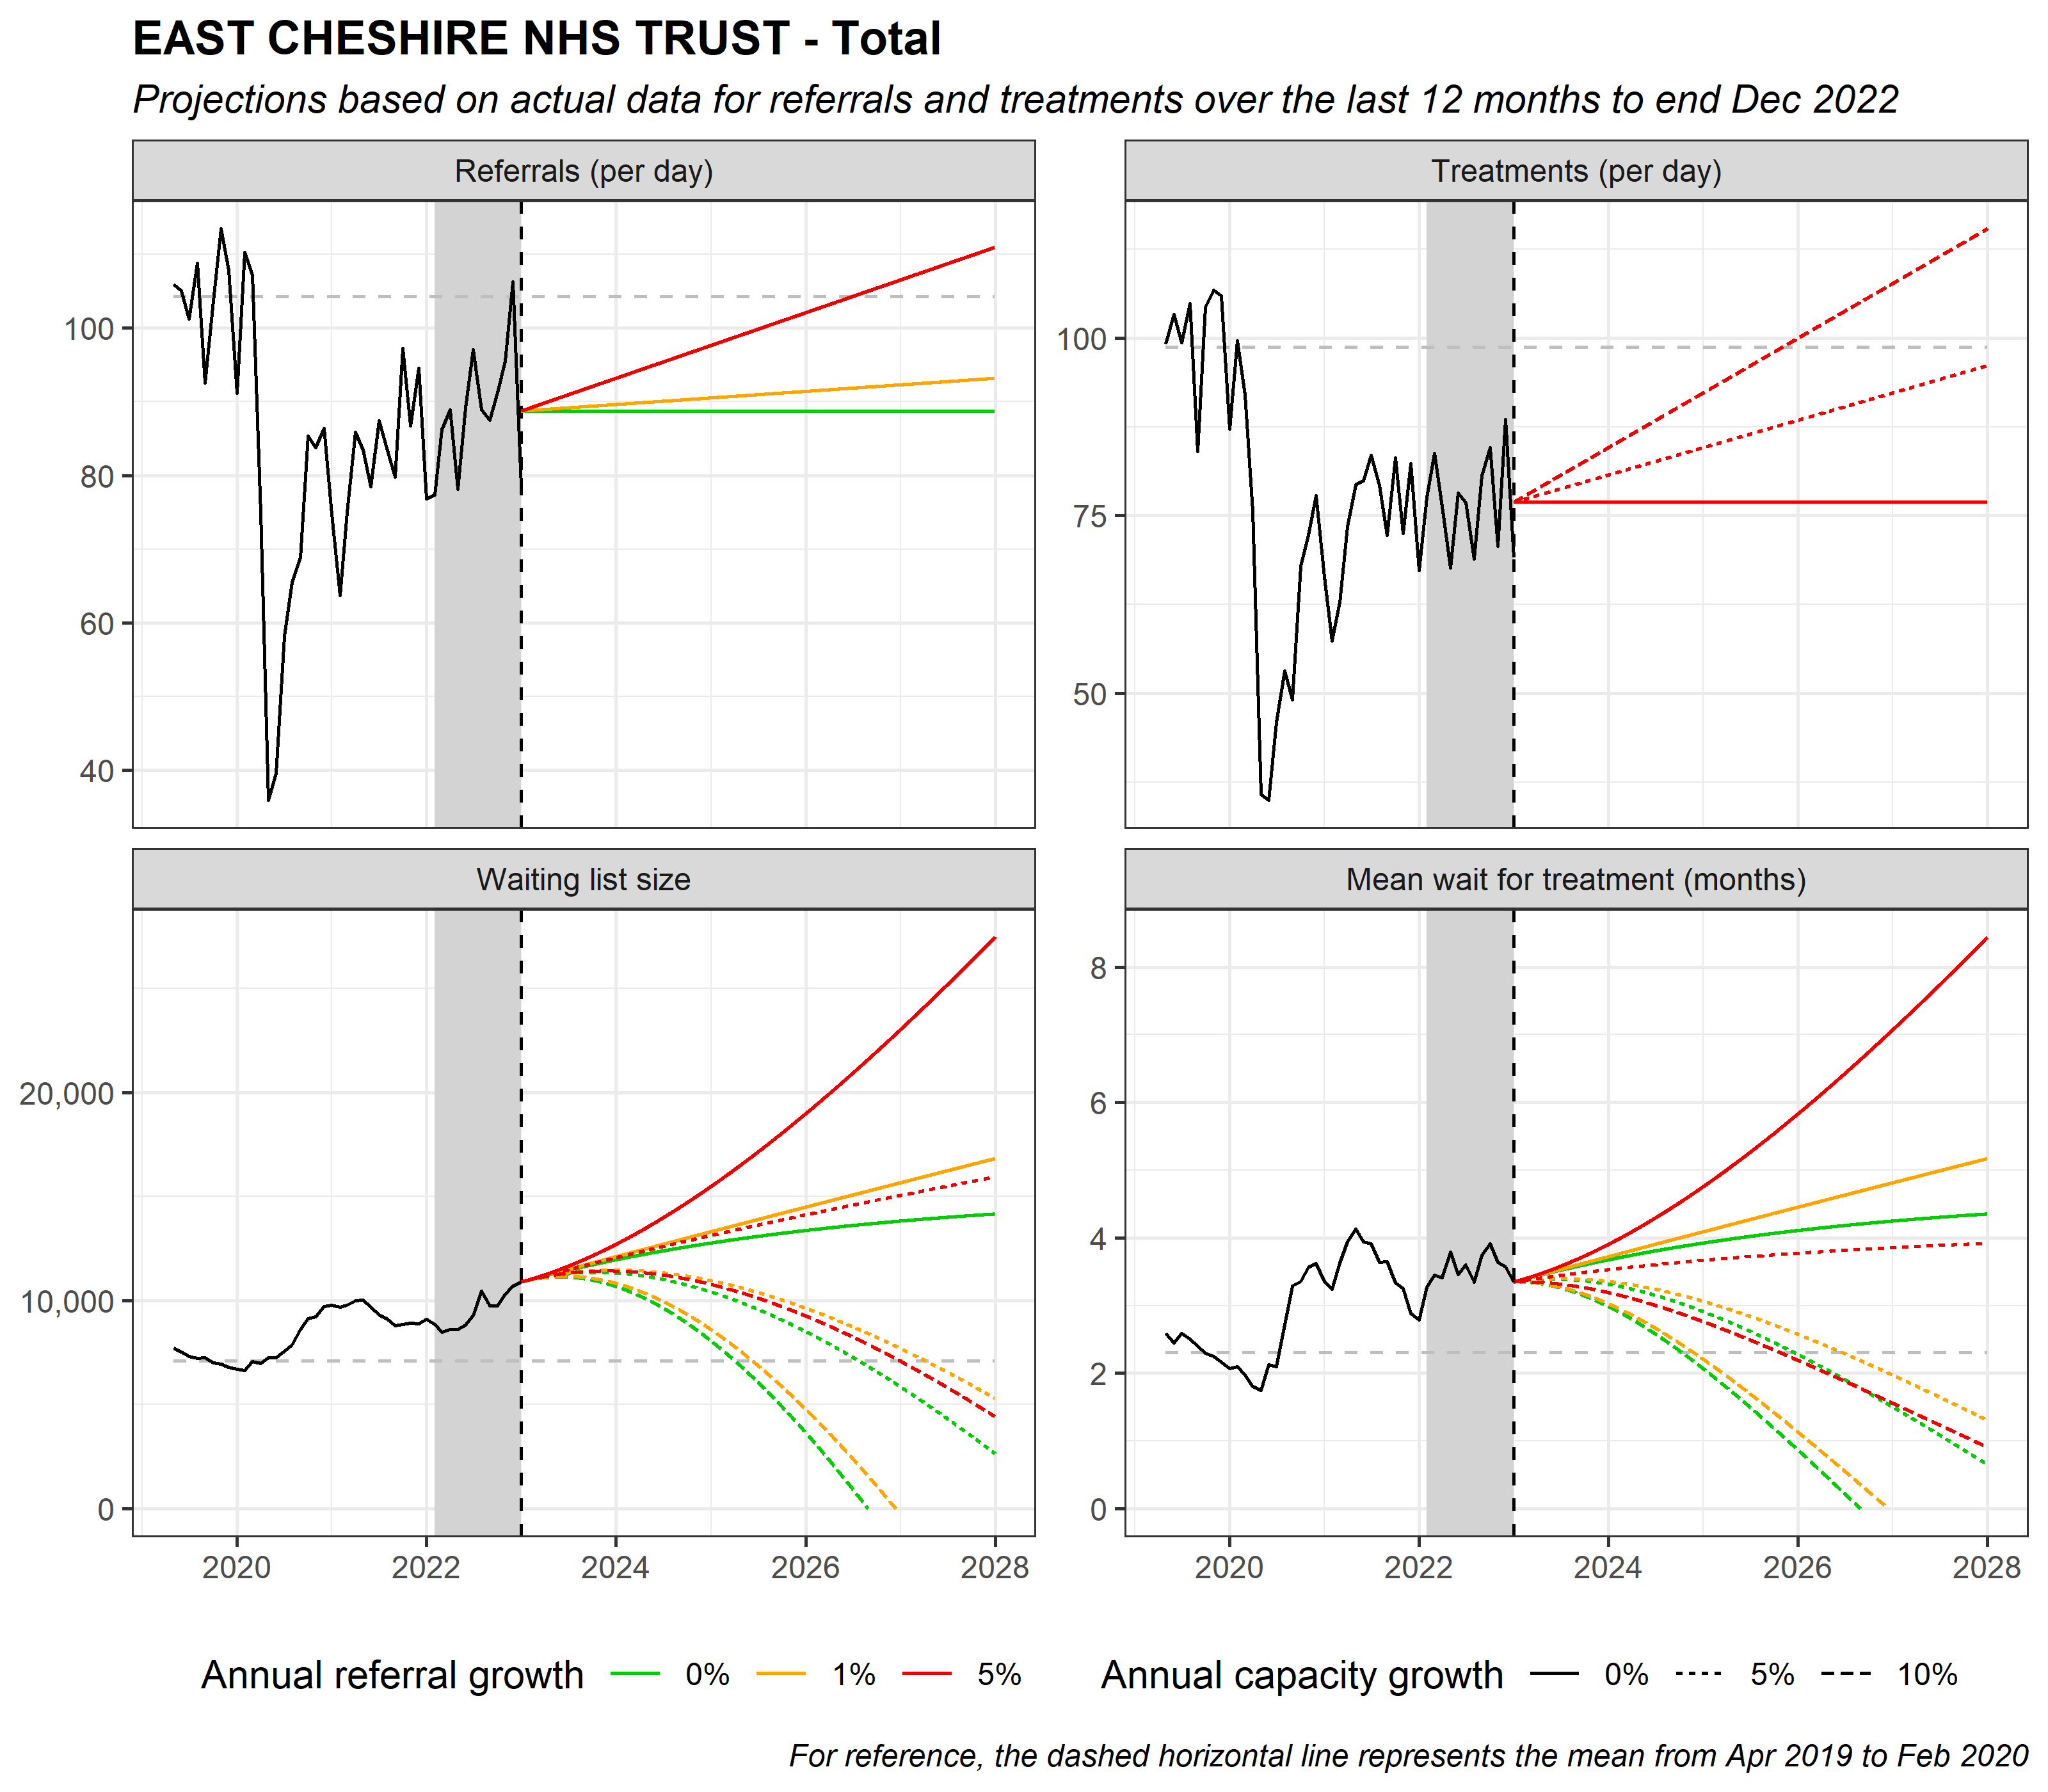 EAST CHESHIRE NHS TRUST - Total
Projections based on actual data for referrals and treatments over the last 12 months to end Dec 2022
Referrals (per day)
100
80
60
40
Treatments (per day)
100
75
50
Waiting list size
20,000
10,000
0
2020 2022 2024 2026 2028
Mean wait for treatment (months)
8
6
4
2
0
2020 2022 2024 2026 2028
Annual referral growth 0% 1% 5%
Annual capacity growth 0% 5% 10%
For reference, the dashed horizontal line represents the mean from Apr 2019 to Feb 2020